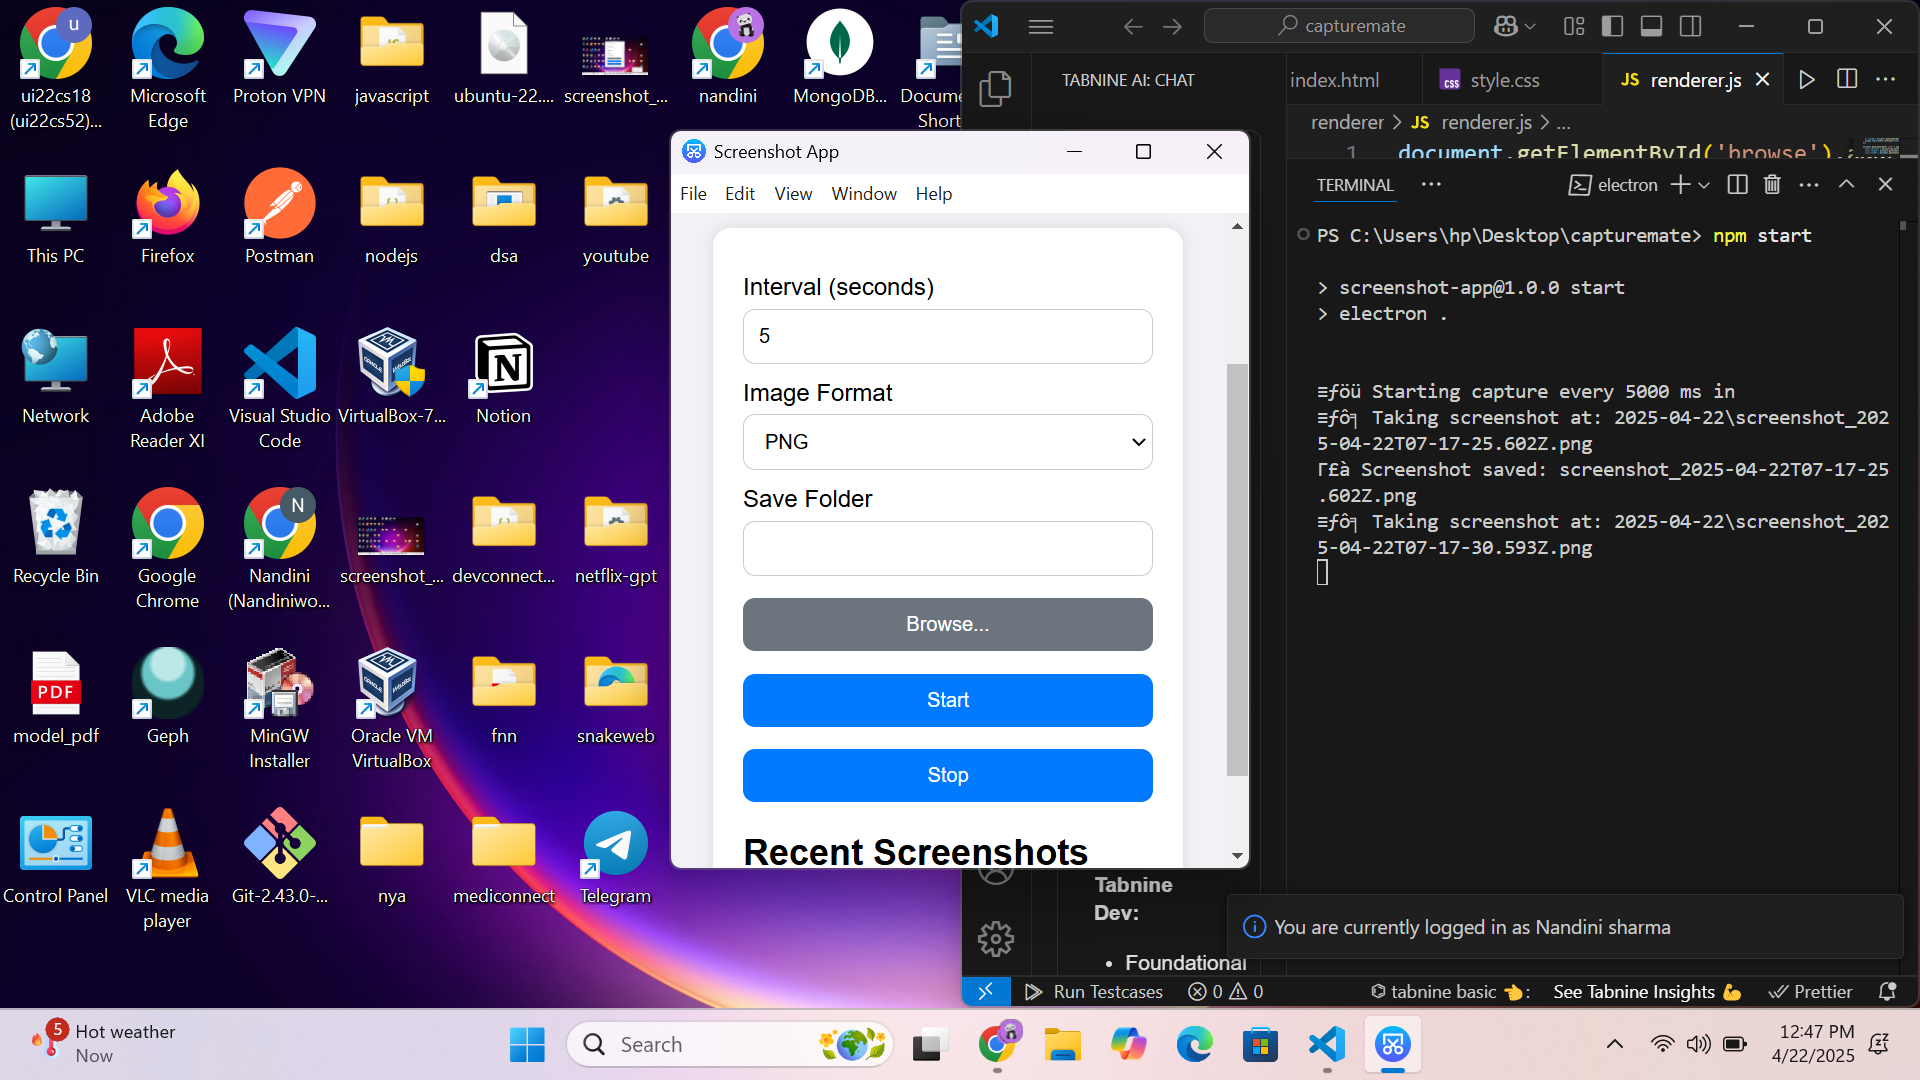 u
ui22cs18
(ui22cs52)...
Microsoft
Edge
Proton VPN
javascript
ubuntu-22....
screenshot_...
nandini
MongoDB...
Docume
Short
This PC
Firefox
Postman
nodejs
dsa
youtube
Network
Adobe
Reader XI
Visual Studio
Code
VirtualBox-7...
Notion
Recycle Bin
Google
Chrome
N
Nandini
(Nandiniwo...
screenshot_...
devconnect...
netflix-gpt
PDF
model_pdf
Geph
MinGW
Installer
Oracle VM
VirtualBox
fnn
snakeweb
Control Panel
VLC media
player
Git-2.43.0-...
nya
mediconnect
Telegram
Screenshot App
File Edit View Window Help
Interval (seconds)
5
Image Format
PNG
Save Folder
Browse...
Start
Stop
Recent Screenshots
capturemate
TABNINE AI: CHAT
index.html
css style.css
JS renderer.js
renderer > JS renderer.js > ...
1 document.getElementById('browse').
TERMINAL ...
electron
PS C:\Users\hp\Desktop\capturemate> npm start
> screenshot-app@1.0.0 start
> electron .
≡ƒöü Starting capture every 5000 ms in
≡ƒô╕ Taking screenshot at: 2025-04-22\screenshot_202
5-04-22T07-17-25.602Z.png
Γ£à Screenshot saved: screenshot_2025-04-22T07-17-25
.602Z.png
≡ƒô╕ Taking screenshot at: 2025-04-22\screenshot_202
5-04-22T07-17-30.593Z.png
Tabnine
Dev:
• Foundational
You are currently logged in as Nandini sharma
Run Testcases
0 0
tabnine basic 👈:
See Tabnine Insights 💪
Prettier
5
Hot weather
Now
Search
12:47 PM
4/22/2025